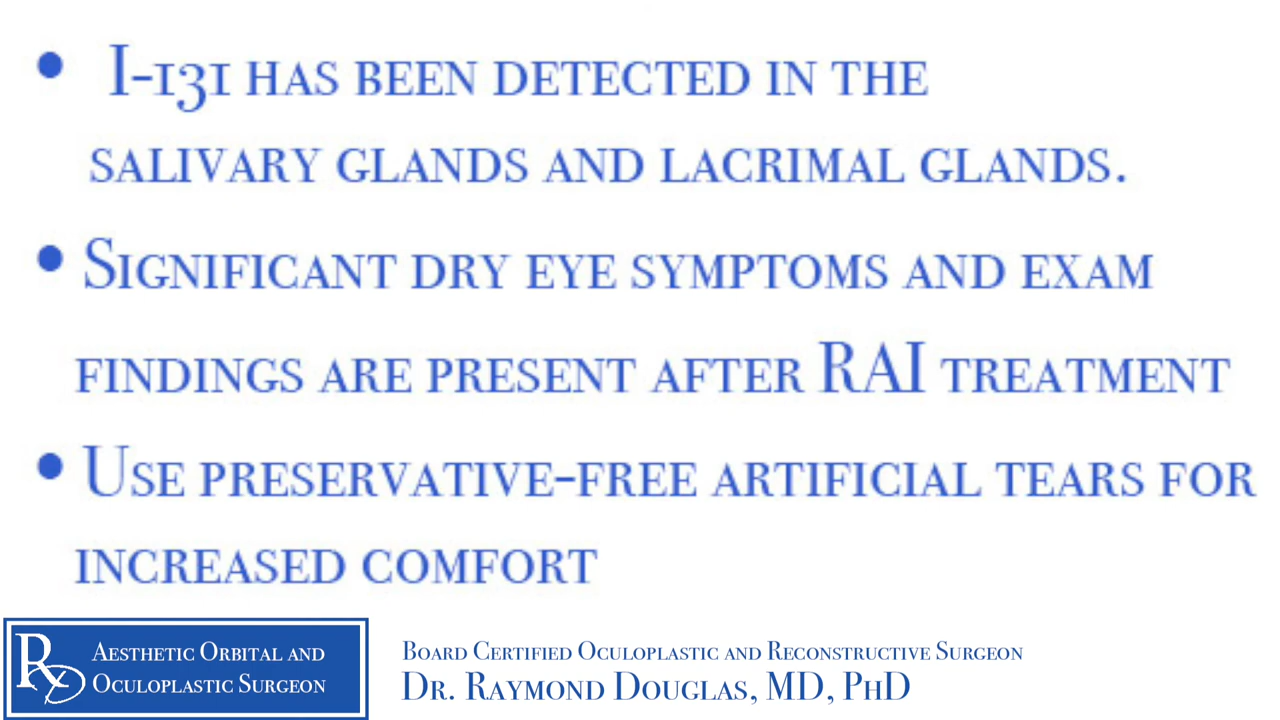 • I-131 has been detected in the
salivary glands and lacrimal glands.
• Significant dry eye symptoms and exam
findings are present after RAI treatment
• Use preservative-free artificial tears for
increased comfort
Rx Aesthetic Orbital and
Oculoplastic Surgeon
Board Certified Oculoplastic and Reconstructive Surgeon
Dr. Raymond Douglas, MD, PhD